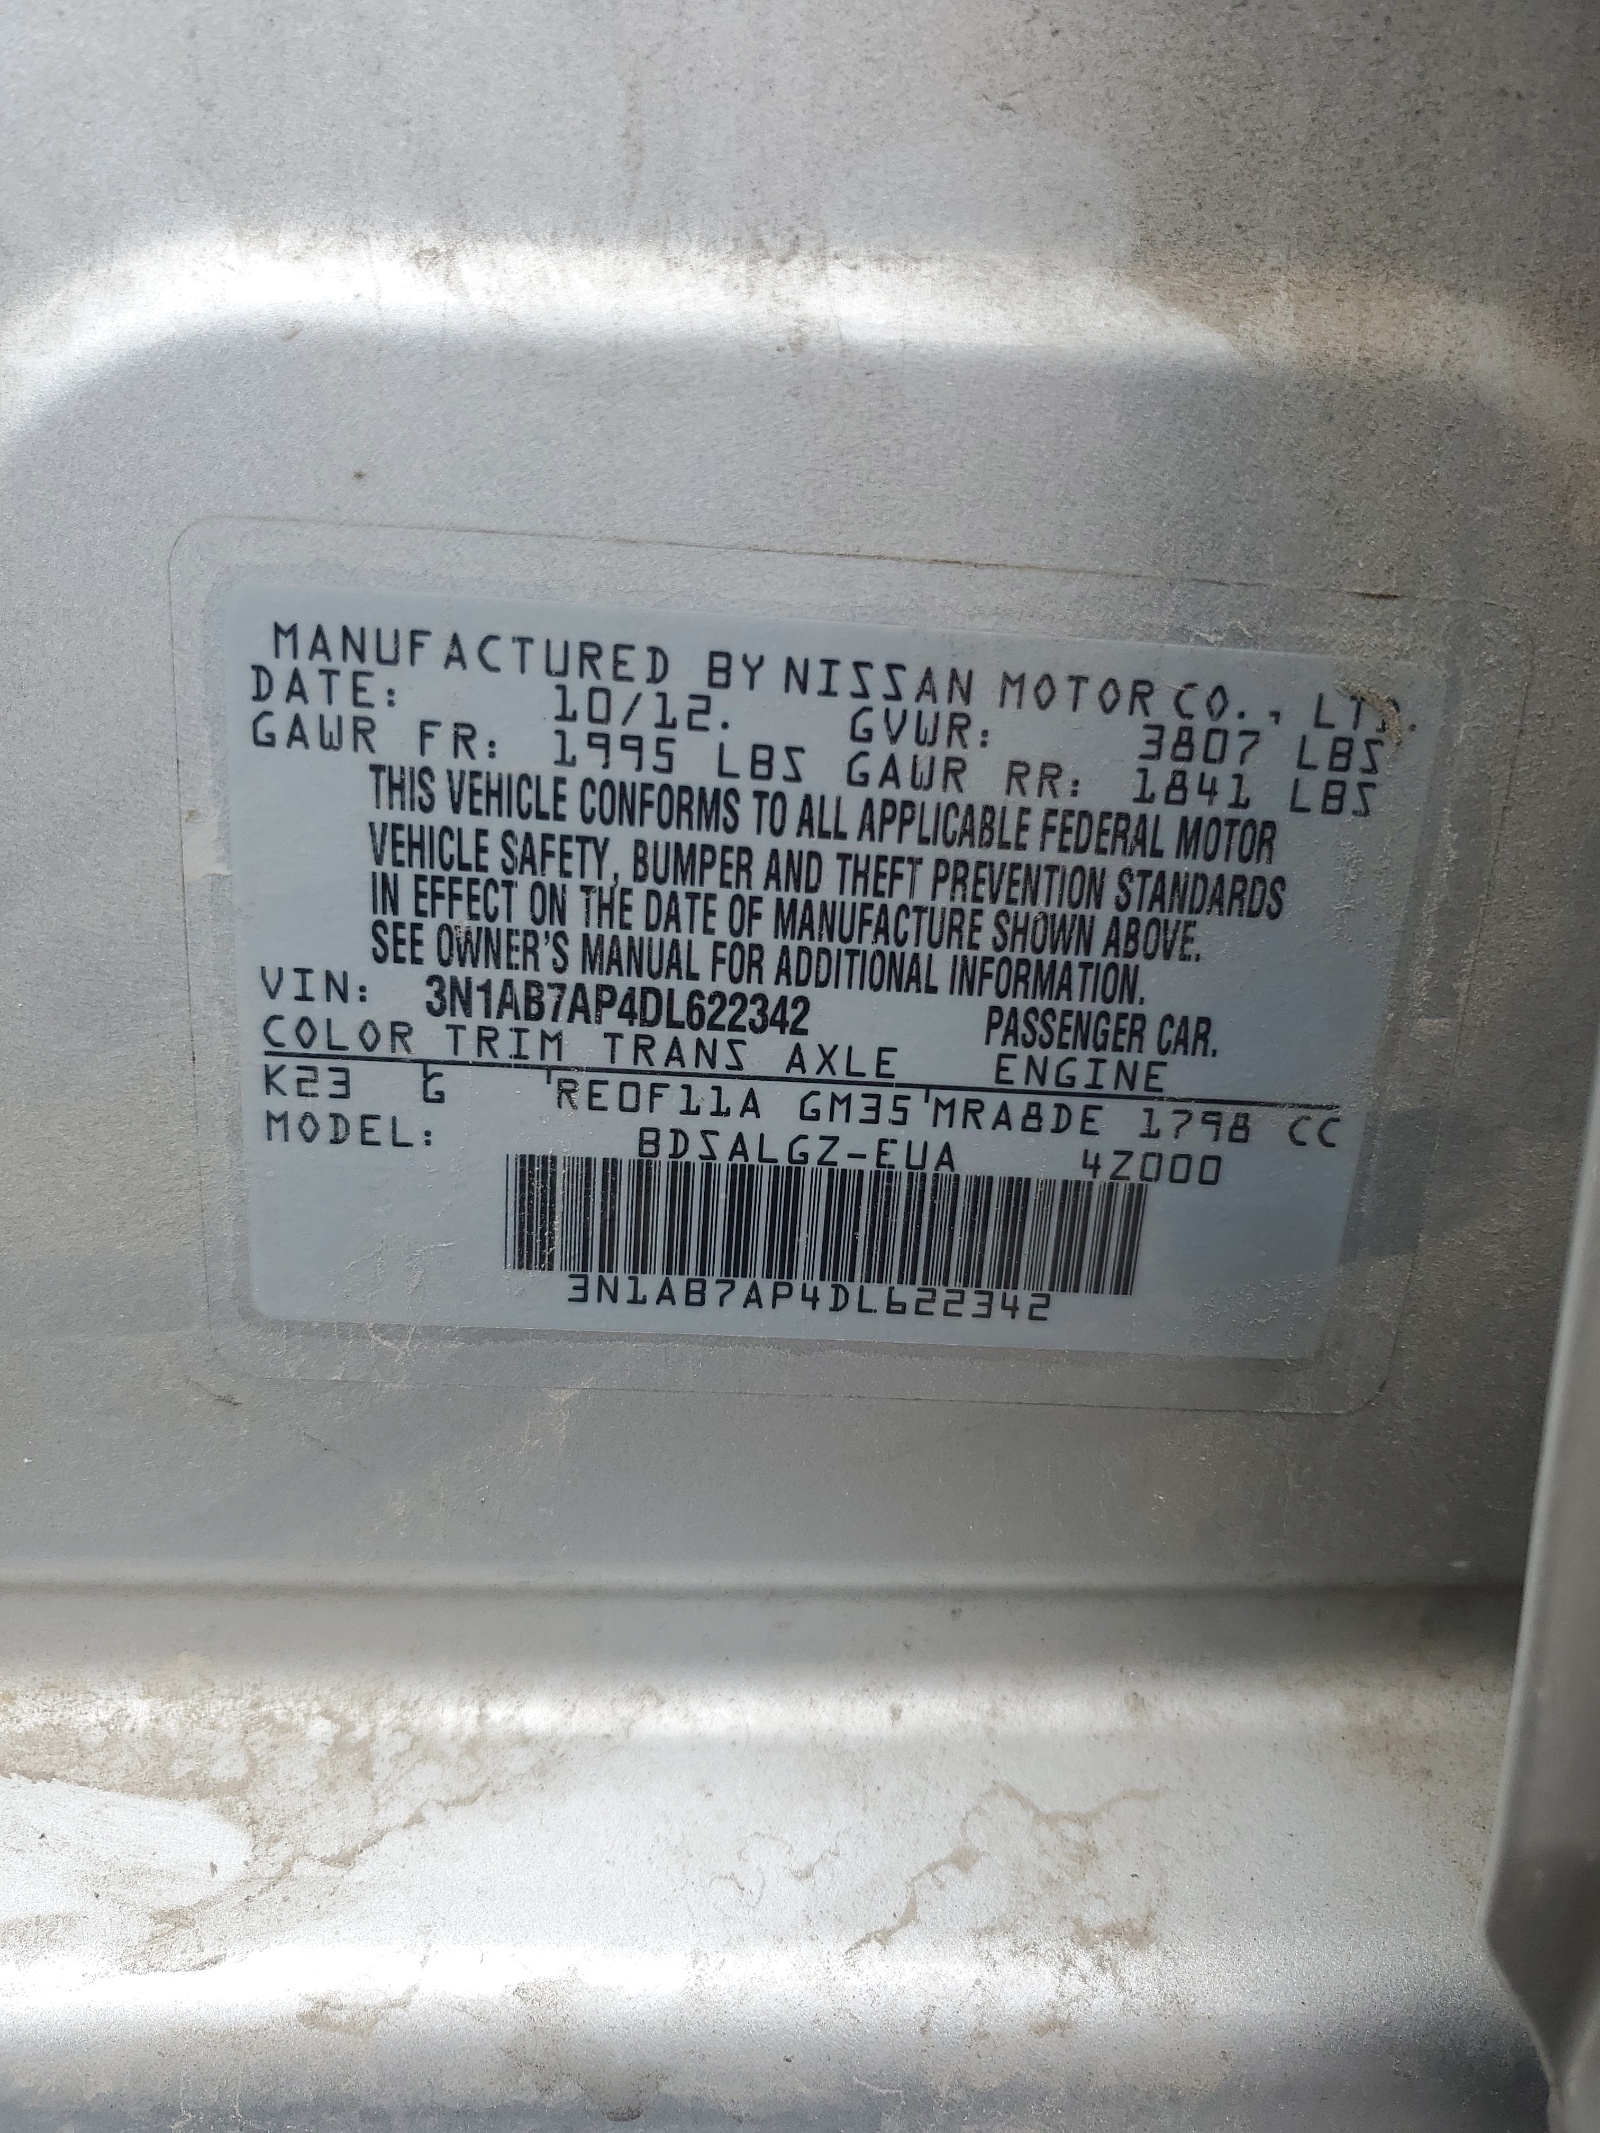 MANUFACTURED BY NISSAN MOTOR CO., LTD.
DATE: 10/12. GVWR: 3807 LBS
GAWR FR: 1995 LBS GAWR RR: 1841 LBS
THIS VEHICLE CONFORMS TO ALL APPLICABLE FEDERAL MOTOR
VEHICLE SAFETY, BUMPER AND THEFT PREVENTION STANDARDS
IN EFFECT ON THE DATE OF MANUFACTURE SHOWN ABOVE.
SEE OWNER'S MANUAL FOR ADDITIONAL INFORMATION.
VIN: 3N1AB7AP4DL622342 PASSENGER CAR.
COLOR TRIM TRANS AXLE ENGINE
K23 G RE0F11A GM35 MRA8DE 1798 CC
MODEL: BDSALGZ-EUA 4Z000
3N1AB7AP4DL622342